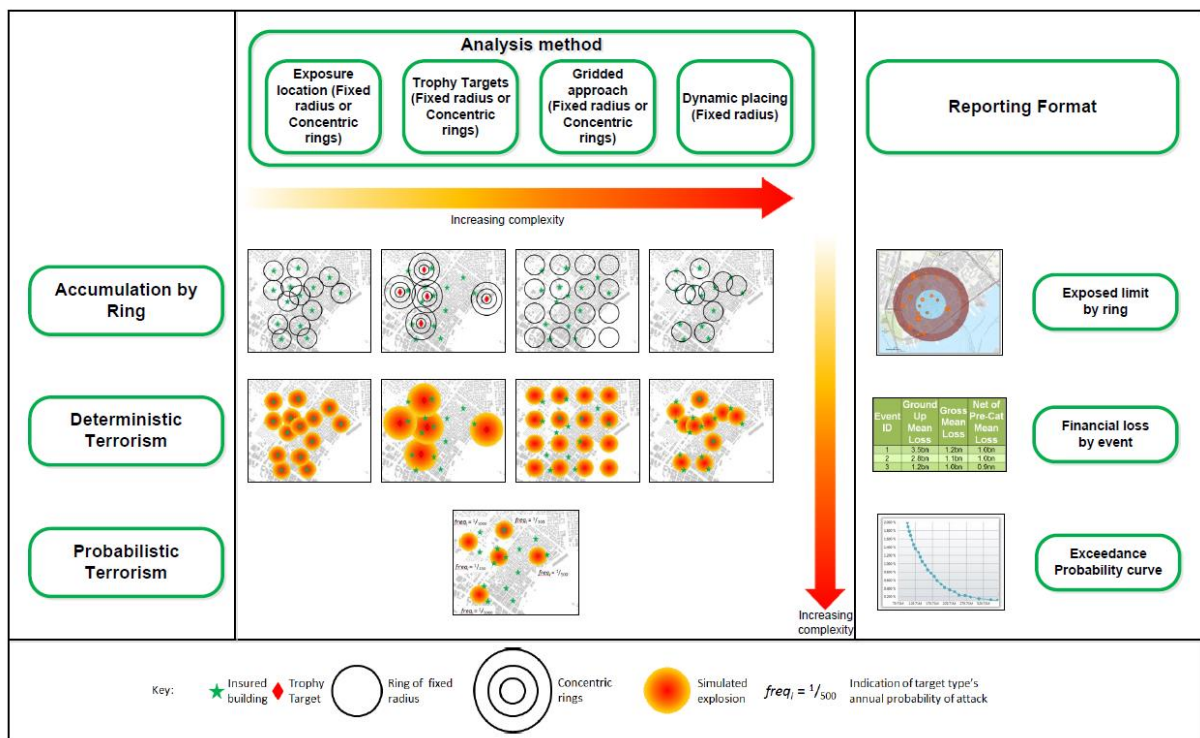 Analysis method
Exposure
location (Fixed
radius or
Concentric
rings)
Trophy Targets
(Fixed radius or
Concentric
rings)
Gridded
approach
(Fixed radius or
Concentric
rings)
Dynamic placing
(Fixed radius)
Reporting Format
Increasing complexity
Accumulation by
Ring
Exposed limit
by ring
Deterministic
Terrorism
Event
ID
Ground
Up
Mean
Loss
Gross
Mean
Loss
Net of
Pre-Cat
Mean
Loss
1 3.5bn 1.2bn 1.0bn
2 2.8bn 1.1bn 1.0bn
3 1.2bn 1.0bn 0.9bn
Financial loss
by event
Probabilistic
Terrorism
Exceedance
Probability curve
Increasing
complexity
Key:
Insured
building
Trophy
Target
Ring of fixed
radius
Concentric
rings
Simulated
explosion
freqᵢ = ¹/₅₀₀
Indication of target type's
annual probability of attack